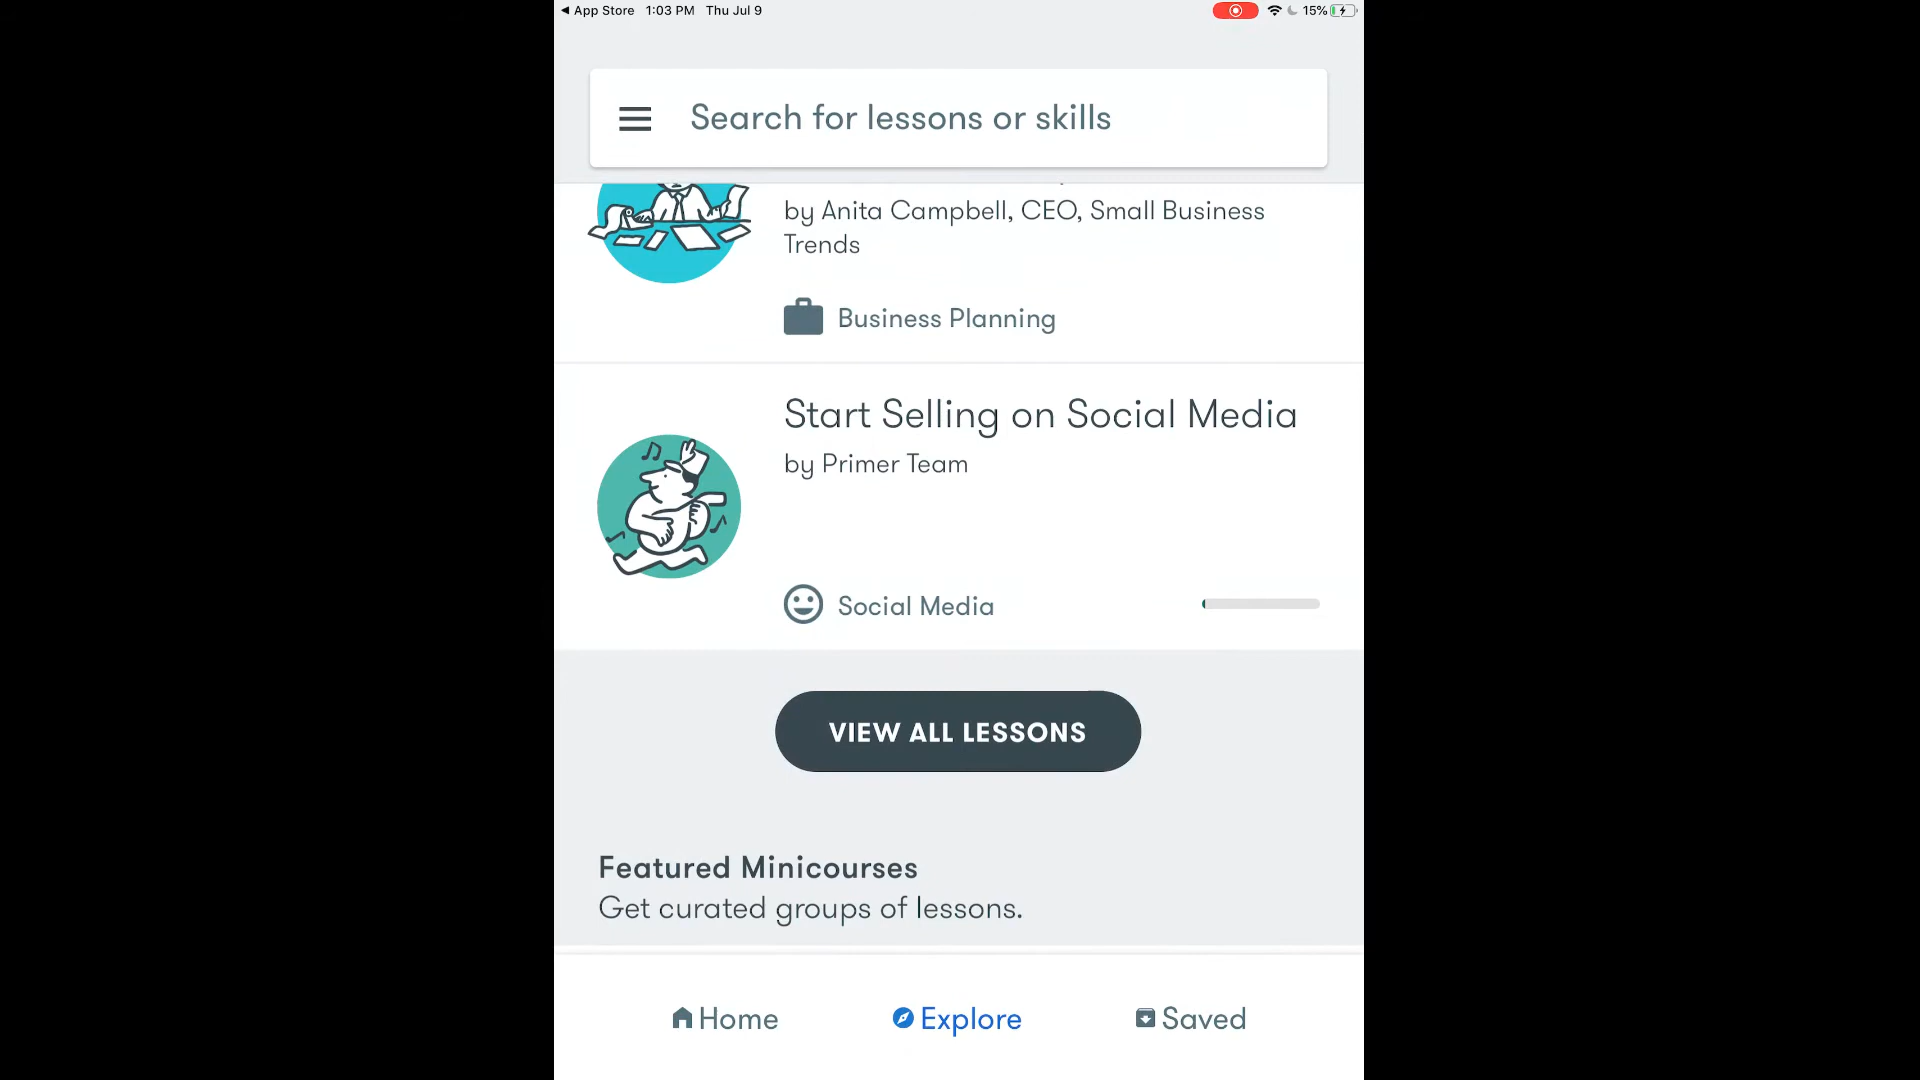 App Store 1:03 PM Thu Jul 9
15%
Search for lessons or skills
by Anita Campbell, CEO, Small Business
Trends
Business Planning
Start Selling on Social Media
by Primer Team
Social Media
VIEW ALL LESSONS
Featured Minicourses
Get curated groups of lessons.
Home
Explore
Saved